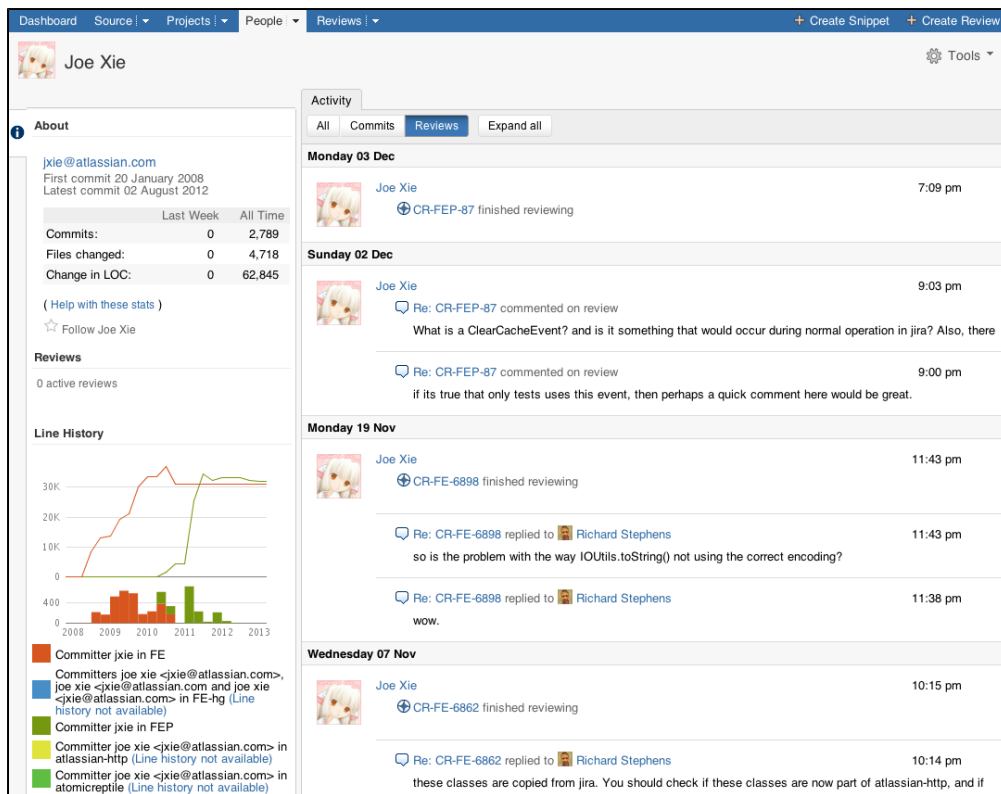 Dashboard Source Projects People Reviews + Create Snippet + Create Review
Joe Xie
Tools
Activity
About
All Commits Reviews Expand all
jxie@atlassian.com
First commit 20 January 2008
Latest commit 02 August 2012
Last Week All Time
Commits: 0 2,789
Files changed: 0 4,718
Change in LOC: 0 62,845
( Help with these stats )
Follow Joe Xie
Reviews
0 active reviews
Line History
30K
20K
10K
0
400
0
2008 2009 2010 2011 2012 2013
Committer jxie in FE
Committers joe xie <jxie@atlassian.com>,
joe xie <jxie@atlassian.com and joe xie
<jxie@atlassian.com> in FE-hg (Line
history not available)
Committer jxie in FEP
Committer joe xie <jxie@atlassian.com> in
atlassian-http (Line history not available)
Committer joe xie <jxie@atlassian.com> in
atomicreptile (Line history not available)
Monday 03 Dec
Joe Xie 7:09 pm
CR-FEP-87 finished reviewing
Sunday 02 Dec
Joe Xie 9:03 pm
Re: CR-FEP-87 commented on review
What is a ClearCacheEvent? and is it something that would occur during normal operation in jira? Also, there
Re: CR-FEP-87 commented on review 9:00 pm
if its true that only tests uses this event, then perhaps a quick comment here would be great.
Monday 19 Nov
Joe Xie 11:43 pm
CR-FE-6898 finished reviewing
Re: CR-FE-6898 replied to Richard Stephens 11:43 pm
so is the problem with the way IOUtils.toString() not using the correct encoding?
Re: CR-FE-6898 replied to Richard Stephens 11:38 pm
wow.
Wednesday 07 Nov
Joe Xie 10:15 pm
CR-FE-6862 finished reviewing
Re: CR-FE-6862 replied to Richard Stephens 10:14 pm
these classes are copied from jira. You should check if these classes are now part of atlassian-http, and if